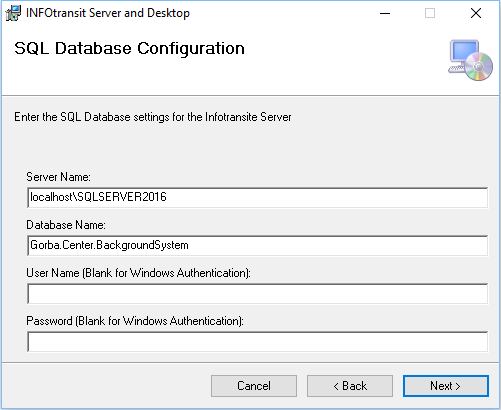 INFOtransit Server and Desktop
SQL Database Configuration
Enter the SQL Database settings for the Infotransite Server
Server Name:
localhost\SQLSERVER2016
Database Name:
Gorba.Center.BackgroundSystem
User Name (Blank for Windows Authentication):
Password (Blank for Windows Authentication):
Cancel
< Back
Next >